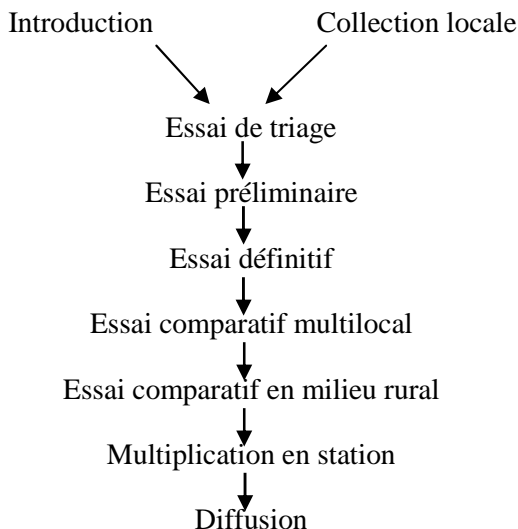 Introduction Collection locale
Essai de triage
Essai préliminaire
Essai définitif
Essai comparatif multilocal
Essai comparatif en milieu rural
Multiplication en station
Diffusion